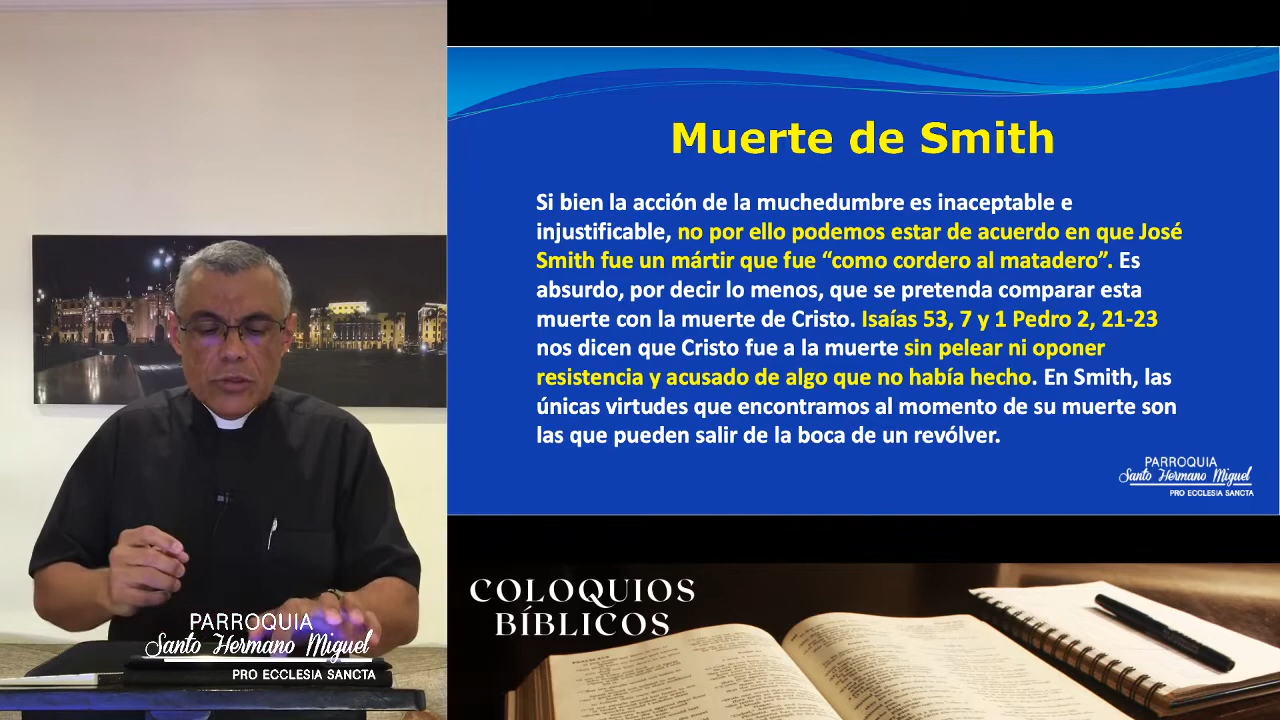 Muerte de Smith
Si bien la acción de la muchedumbre es inaceptable e
injustificable, no por ello podemos estar de acuerdo en que José
Smith fue un mártir que fue “como cordero al matadero”. Es
absurdo, por decir lo menos, que se pretenda comparar esta
muerte con la muerte de Cristo. Isaías 53, 7 y 1 Pedro 2, 21-23
nos dicen que Cristo fue a la muerte sin pelear ni oponer
resistencia y acusado de algo que no había hecho. En Smith, las
únicas virtudes que encontramos al momento de su muerte son
las que pueden salir de la boca de un revólver.
PARROQUIA
Santo Hermano Miguel
PRO ECCLESIA SANCTA
COLOQUIOS
BÍBLICOS
PARROQUIA
Santo Hermano Miguel
PRO ECCLESIA SANCTA